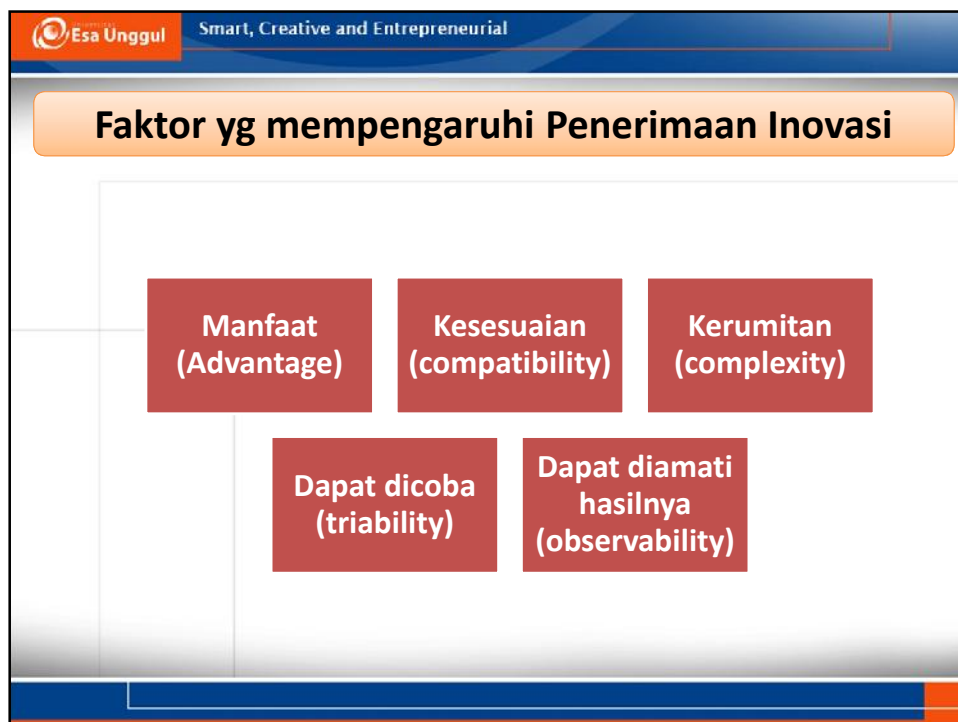 UNIVERSITAS
Esa Unggul
Smart, Creative and Entrepreneurial
Faktor yg mempengaruhi Penerimaan Inovasi
Manfaat
(Advantage)
Kesesuaian
(compatibility)
Kerumitan
(complexity)
Dapat dicoba
(triability)
Dapat diamati
hasilnya
(observability)